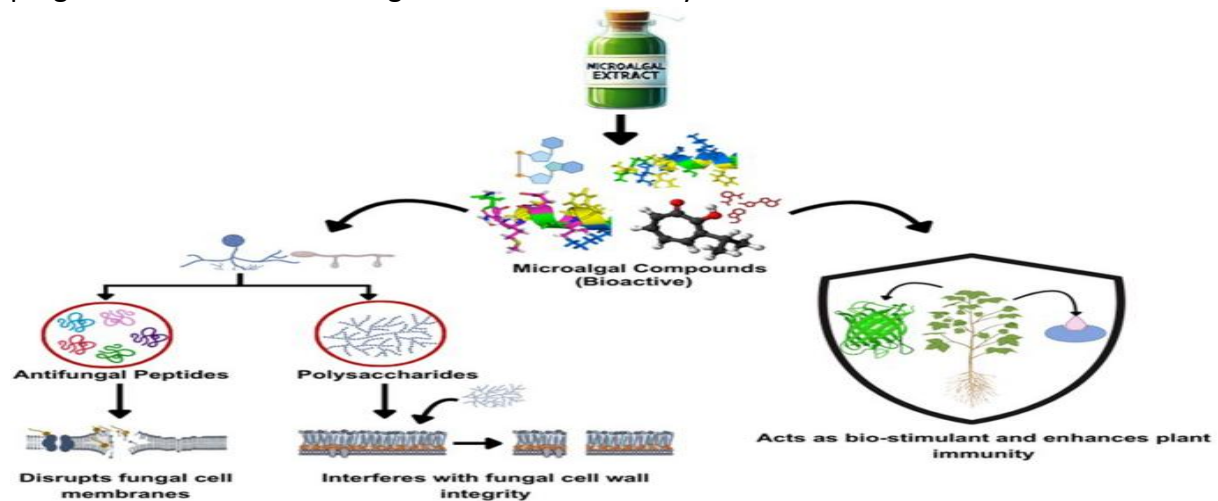 MICROALGAL
EXTRACT
Microalgal Compounds
(Bioactive)
Antifungal Peptides
Polysaccharides
Disrupts fungal cell
membranes
Interferes with fungal cell wall
integrity
Acts as bio-stimulant and enhances plant
immunity